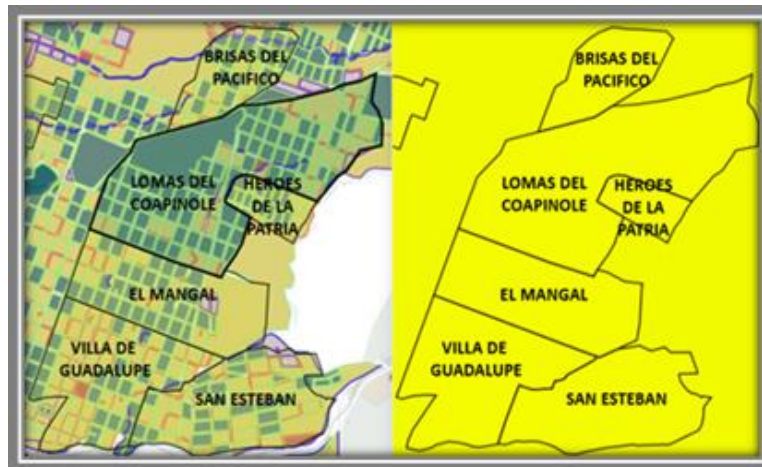 BRISAS DEL
PACIFICO
LOMAS DEL
COAPINOLE
HEROES
DE LA
PATRIA
EL MANGAL
VILLA DE
GUADALUPE
SAN ESTEBAN
BRISAS DEL
PACIFICO
LOMAS DEL
COAPINOLE
HEROES
DE LA
PATRIA
EL MANGAL
VILLA DE
GUADALUPE
SAN ESTEBAN